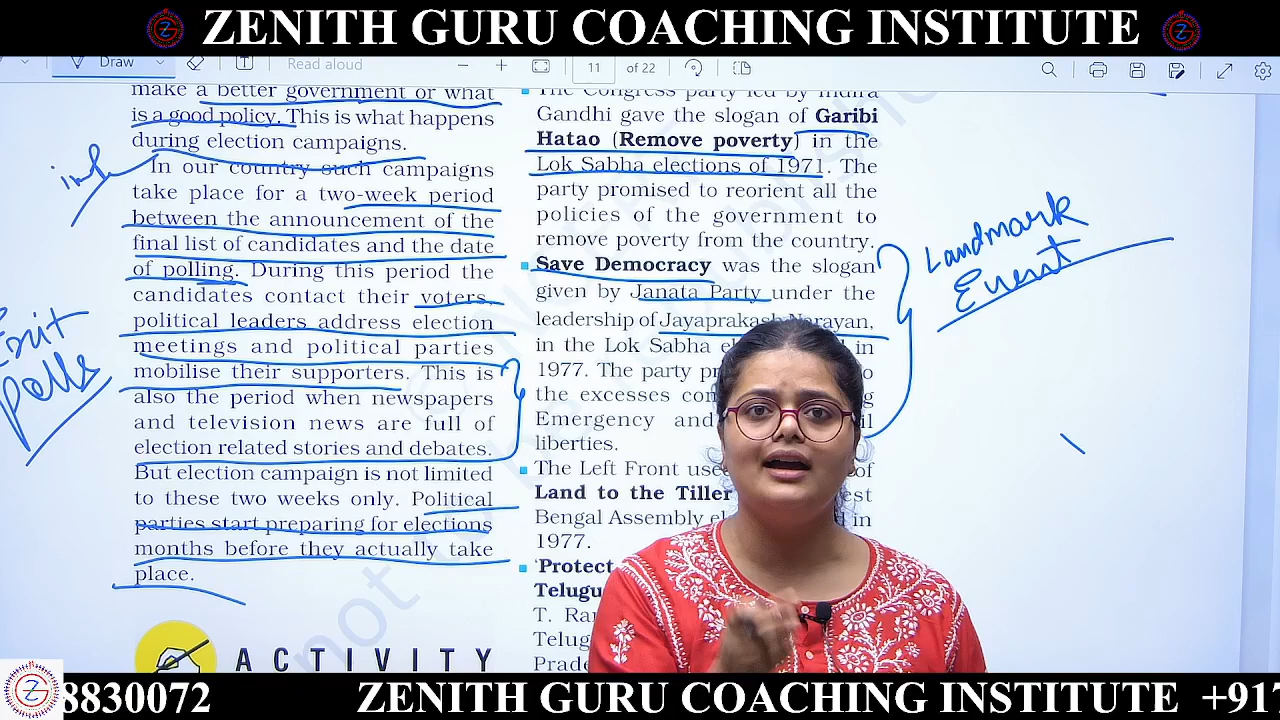 ZENITH GURU COACHING INSTITUTE
Draw
Read aloud
11
of 22
make a better government or what
is a good policy. This is what happens
during election campaigns.
In our country such campaigns
take place for a two-week period
between the announcement of the
final list of candidates and the date
of polling. During this period the
candidates contact their voters,
political leaders address election
meetings and political parties
mobilise their supporters. This is
also the period when newspapers
and television news are full of
election related stories and debates.
But election campaign is not limited
to these two weeks only. Political
parties start preparing for elections
months before they actually take
place.
ACTIVITY
polls
The Congress party led by Indira
Gandhi gave the slogan of Garibi
Hatao (Remove poverty) in the
Lok Sabha elections of 1971. The
party promised to reorient all the
policies of the government to
remove poverty from the country.
Save Democracy was the slogan
given by Janata Party under the
leadership of Jayaprakash Narayan,
in the Lok Sabha in
1977. The party
the excesses
Emergency and
liberties.
The Left Front of
Land to the Tiller
Bengal Assembly in
1977.
'Protect
Telugu
T.
Landmark
Event
8830072 ZENITH GURU COACHING INSTITUTE +917